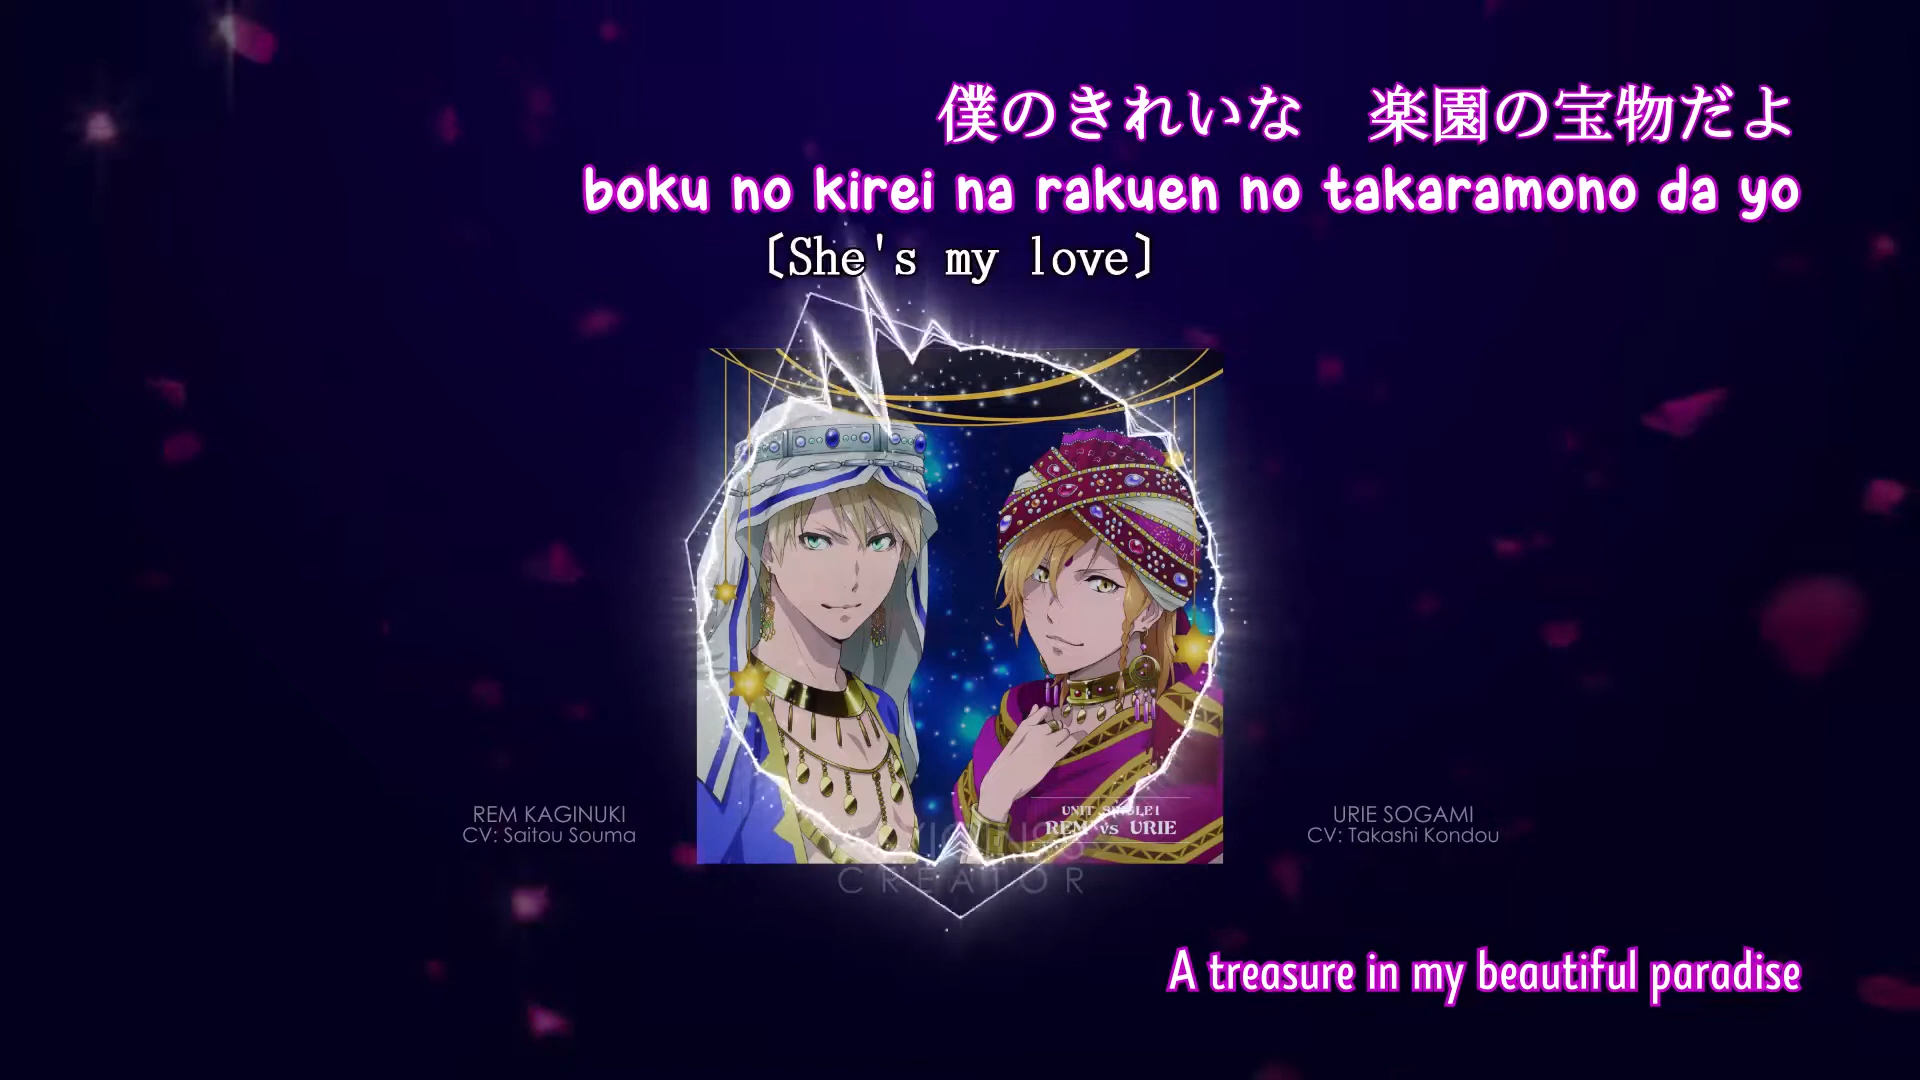 僕のきれいな　楽園の宝物だよ
boku no kirei na rakuen no takaramono da yo
〔She's my love〕
REM KAGINUKI
CV: Saitou Souma
URIE SOGAMI
CV: Takashi Kondou
UNIT SINGLE 1
REM vs URIE
CREATOR
A treasure in my beautiful paradise